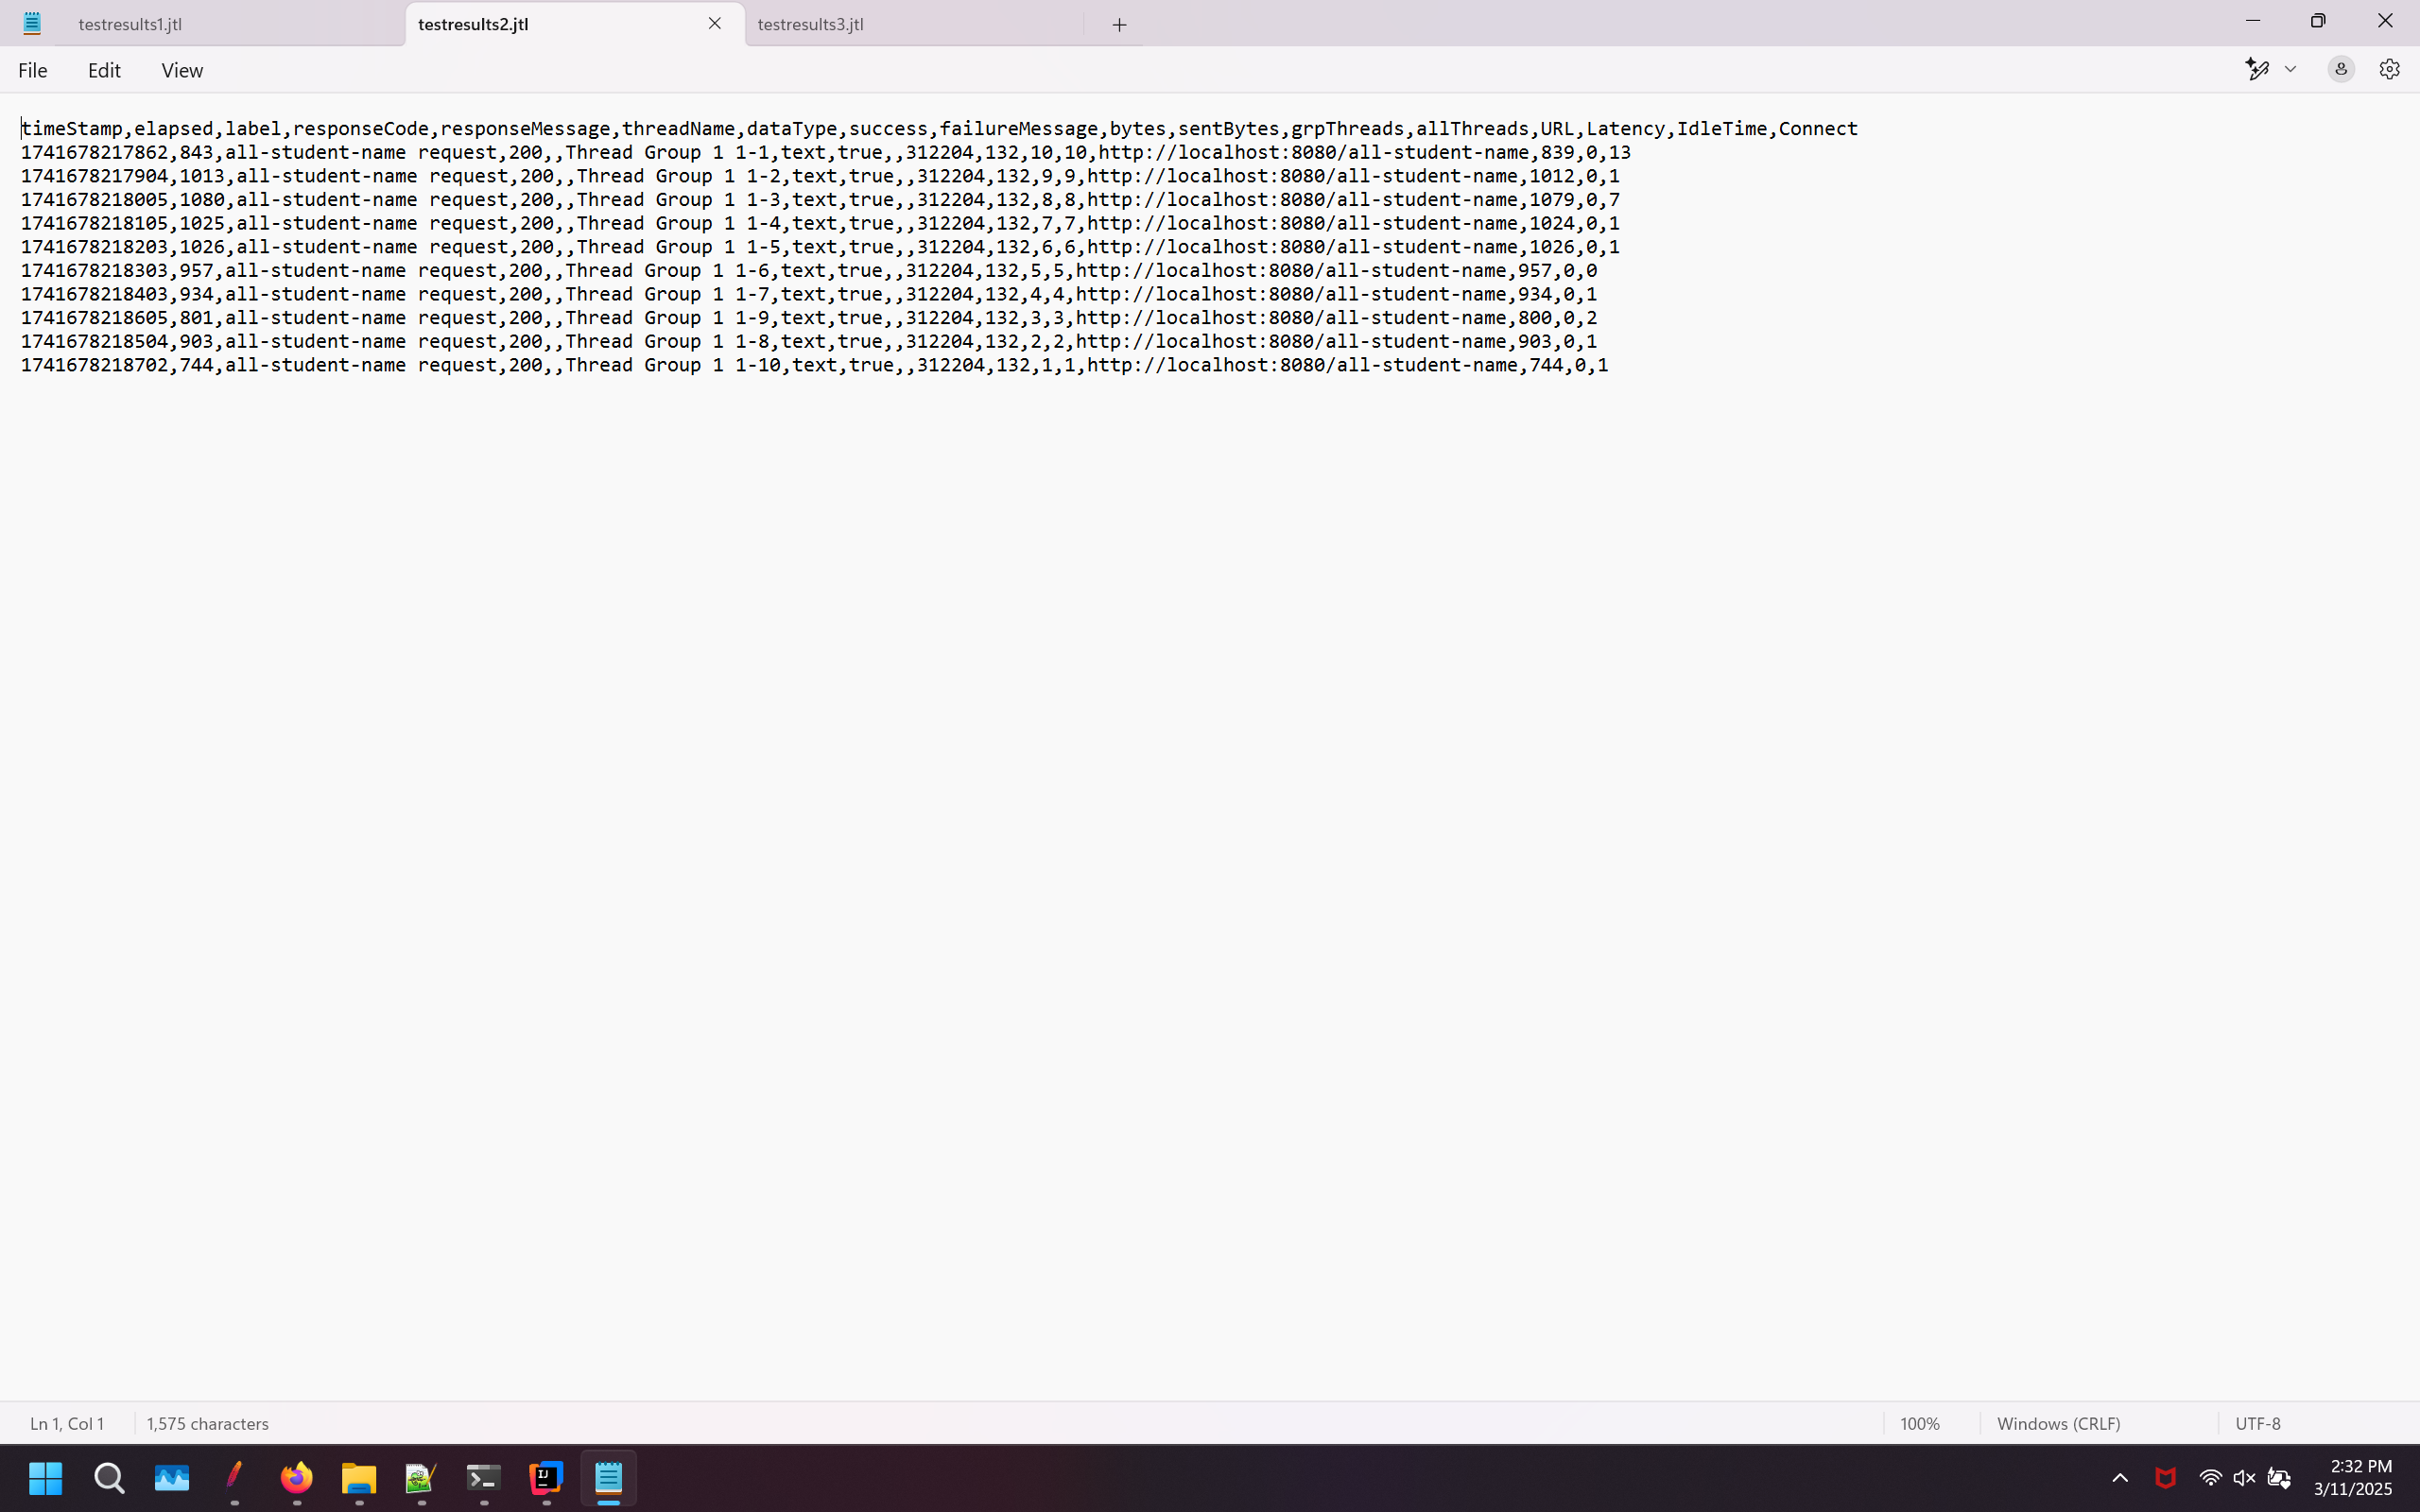 testresults1.jtl
testresults2.jtl
testresults3.jtl
File
Edit
View
timeStamp,elapsed,label,responseCode,responseMessage,threadName,dataType,success,failureMessage,bytes,sentBytes,grpThreads,allThreads,URL,Latency,IdleTime,Connect
1741678217862,843,all-student-name request,200,,Thread Group 1 1-1,text,true,,312204,132,10,10,http://localhost:8080/all-student-name,839,0,13
1741678217904,1013,all-student-name request,200,,Thread Group 1 1-2,text,true,,312204,132,9,9,http://localhost:8080/all-student-name,1012,0,1
1741678218005,1080,all-student-name request,200,,Thread Group 1 1-3,text,true,,312204,132,8,8,http://localhost:8080/all-student-name,1079,0,7
1741678218105,1025,all-student-name request,200,,Thread Group 1 1-4,text,true,,312204,132,7,7,http://localhost:8080/all-student-name,1024,0,1
1741678218203,1026,all-student-name request,200,,Thread Group 1 1-5,text,true,,312204,132,6,6,http://localhost:8080/all-student-name,1026,0,1
1741678218303,957,all-student-name request,200,,Thread Group 1 1-6,text,true,,312204,132,5,5,http://localhost:8080/all-student-name,957,0,0
1741678218403,934,all-student-name request,200,,Thread Group 1 1-7,text,true,,312204,132,4,4,http://localhost:8080/all-student-name,934,0,1
1741678218605,801,all-student-name request,200,,Thread Group 1 1-9,text,true,,312204,132,3,3,http://localhost:8080/all-student-name,800,0,2
1741678218504,903,all-student-name request,200,,Thread Group 1 1-8,text,true,,312204,132,2,2,http://localhost:8080/all-student-name,903,0,1
1741678218702,744,all-student-name request,200,,Thread Group 1 1-10,text,true,,312204,132,1,1,http://localhost:8080/all-student-name,744,0,1
Ln 1, Col 1
1,575 characters
100%
Windows (CRLF)
UTF-8
2:32 PM
3/11/2025